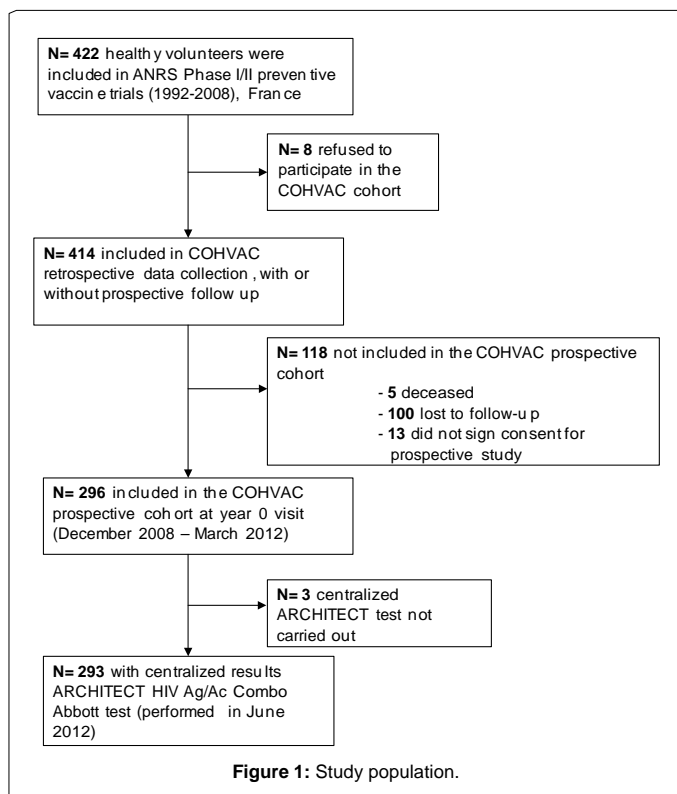 N= 422 healthy volunteers were
included in ANRS Phase I/II preventive
vaccine trials (1992-2008), France
N= 8 refused to
participate in the
COHVAC cohort
N= 414 included in COHVAC
retrospective data collection , with or
without prospective follow up
N= 118 not included in the COHVAC prospective
cohort
- 5 deceased
- 100 lost to follow-up
- 13 did not sign consent for
prospective study
N= 296 included in the COHVAC
prospective cohort at year 0 visit
(December 2008 – March 2012)
N= 3 centralized
ARCHITECT test not
carried out
N= 293 with centralized results
ARCHITECT HIV Ag/Ac Combo
Abbott test (performed in June
2012)
Figure 1: Study population.